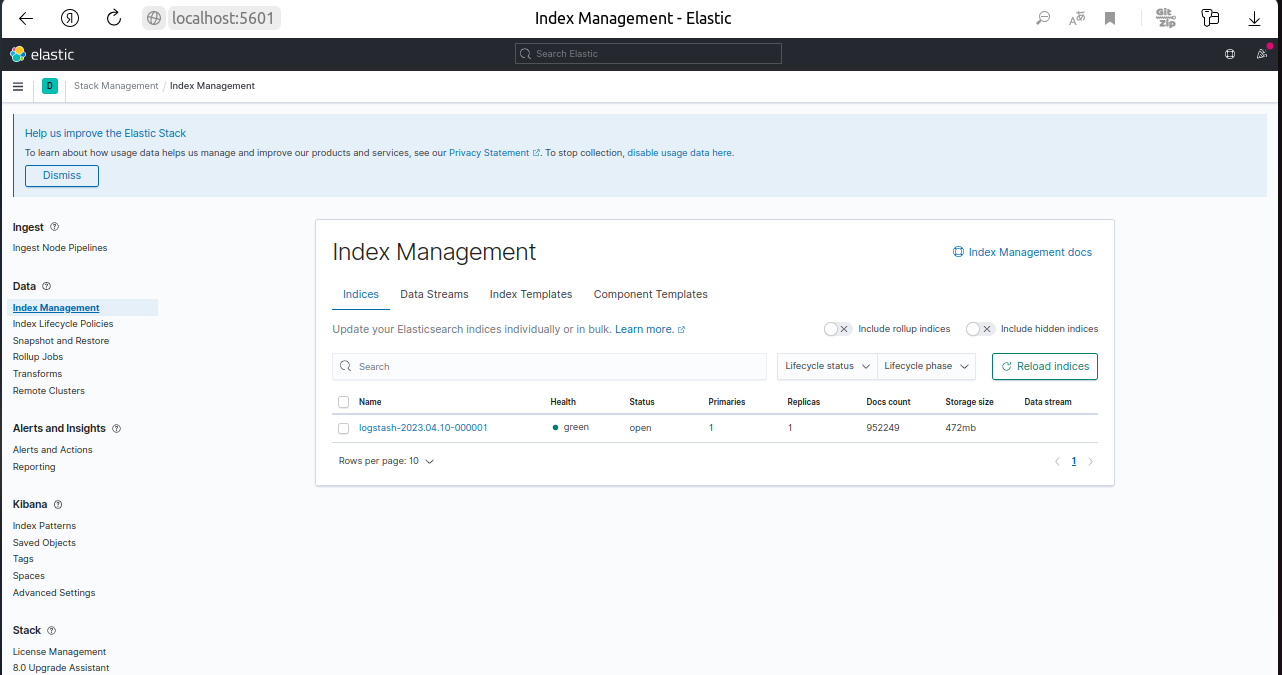 localhost:5601
Index Management - Elastic
Git
Zip
elastic
Search Elastic
D
Stack Management / Index Management
Help us improve the Elastic Stack
To learn about how usage data helps us manage and improve our products and services, see our Privacy Statement. To stop collection, disable usage data here.
Dismiss
Ingest
Ingest Node Pipelines
Data
Index Management
Index Lifecycle Policies
Snapshot and Restore
Rollup Jobs
Transforms
Remote Clusters
Alerts and Insights
Alerts and Actions
Reporting
Kibana
Index Patterns
Saved Objects
Tags
Spaces
Advanced Settings
Stack
License Management
8.0 Upgrade Assistant
Index Management
Index Management docs
Indices Data Streams Index Templates Component Templates
Update your Elasticsearch indices individually or in bulk. Learn more.
Include rollup indices Include hidden indices
Search
Lifecycle status Lifecycle phase
Reload indices
Name Health Status Primaries Replicas Docs count Storage size Data stream
logstash-2023.04.10-000001 green open 1 1 952249 472mb
Rows per page: 10
1